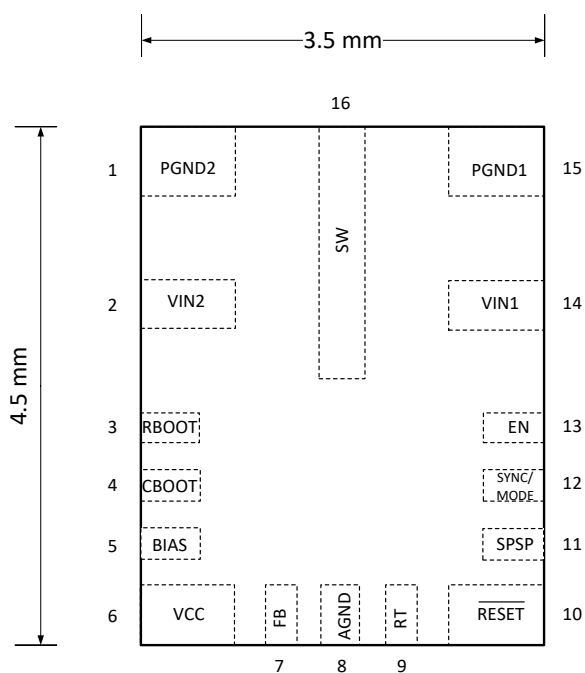 3.5 mm
16
1 PGND2 PGND1 15
SW
2 VIN2 VIN1 14
4.5 mm
3 RBOOT EN 13
4 CBOOT SYNC/
MODE 12
5 BIAS SPSP 11
6 VCC FB AGND RT RESET 10
7 8 9